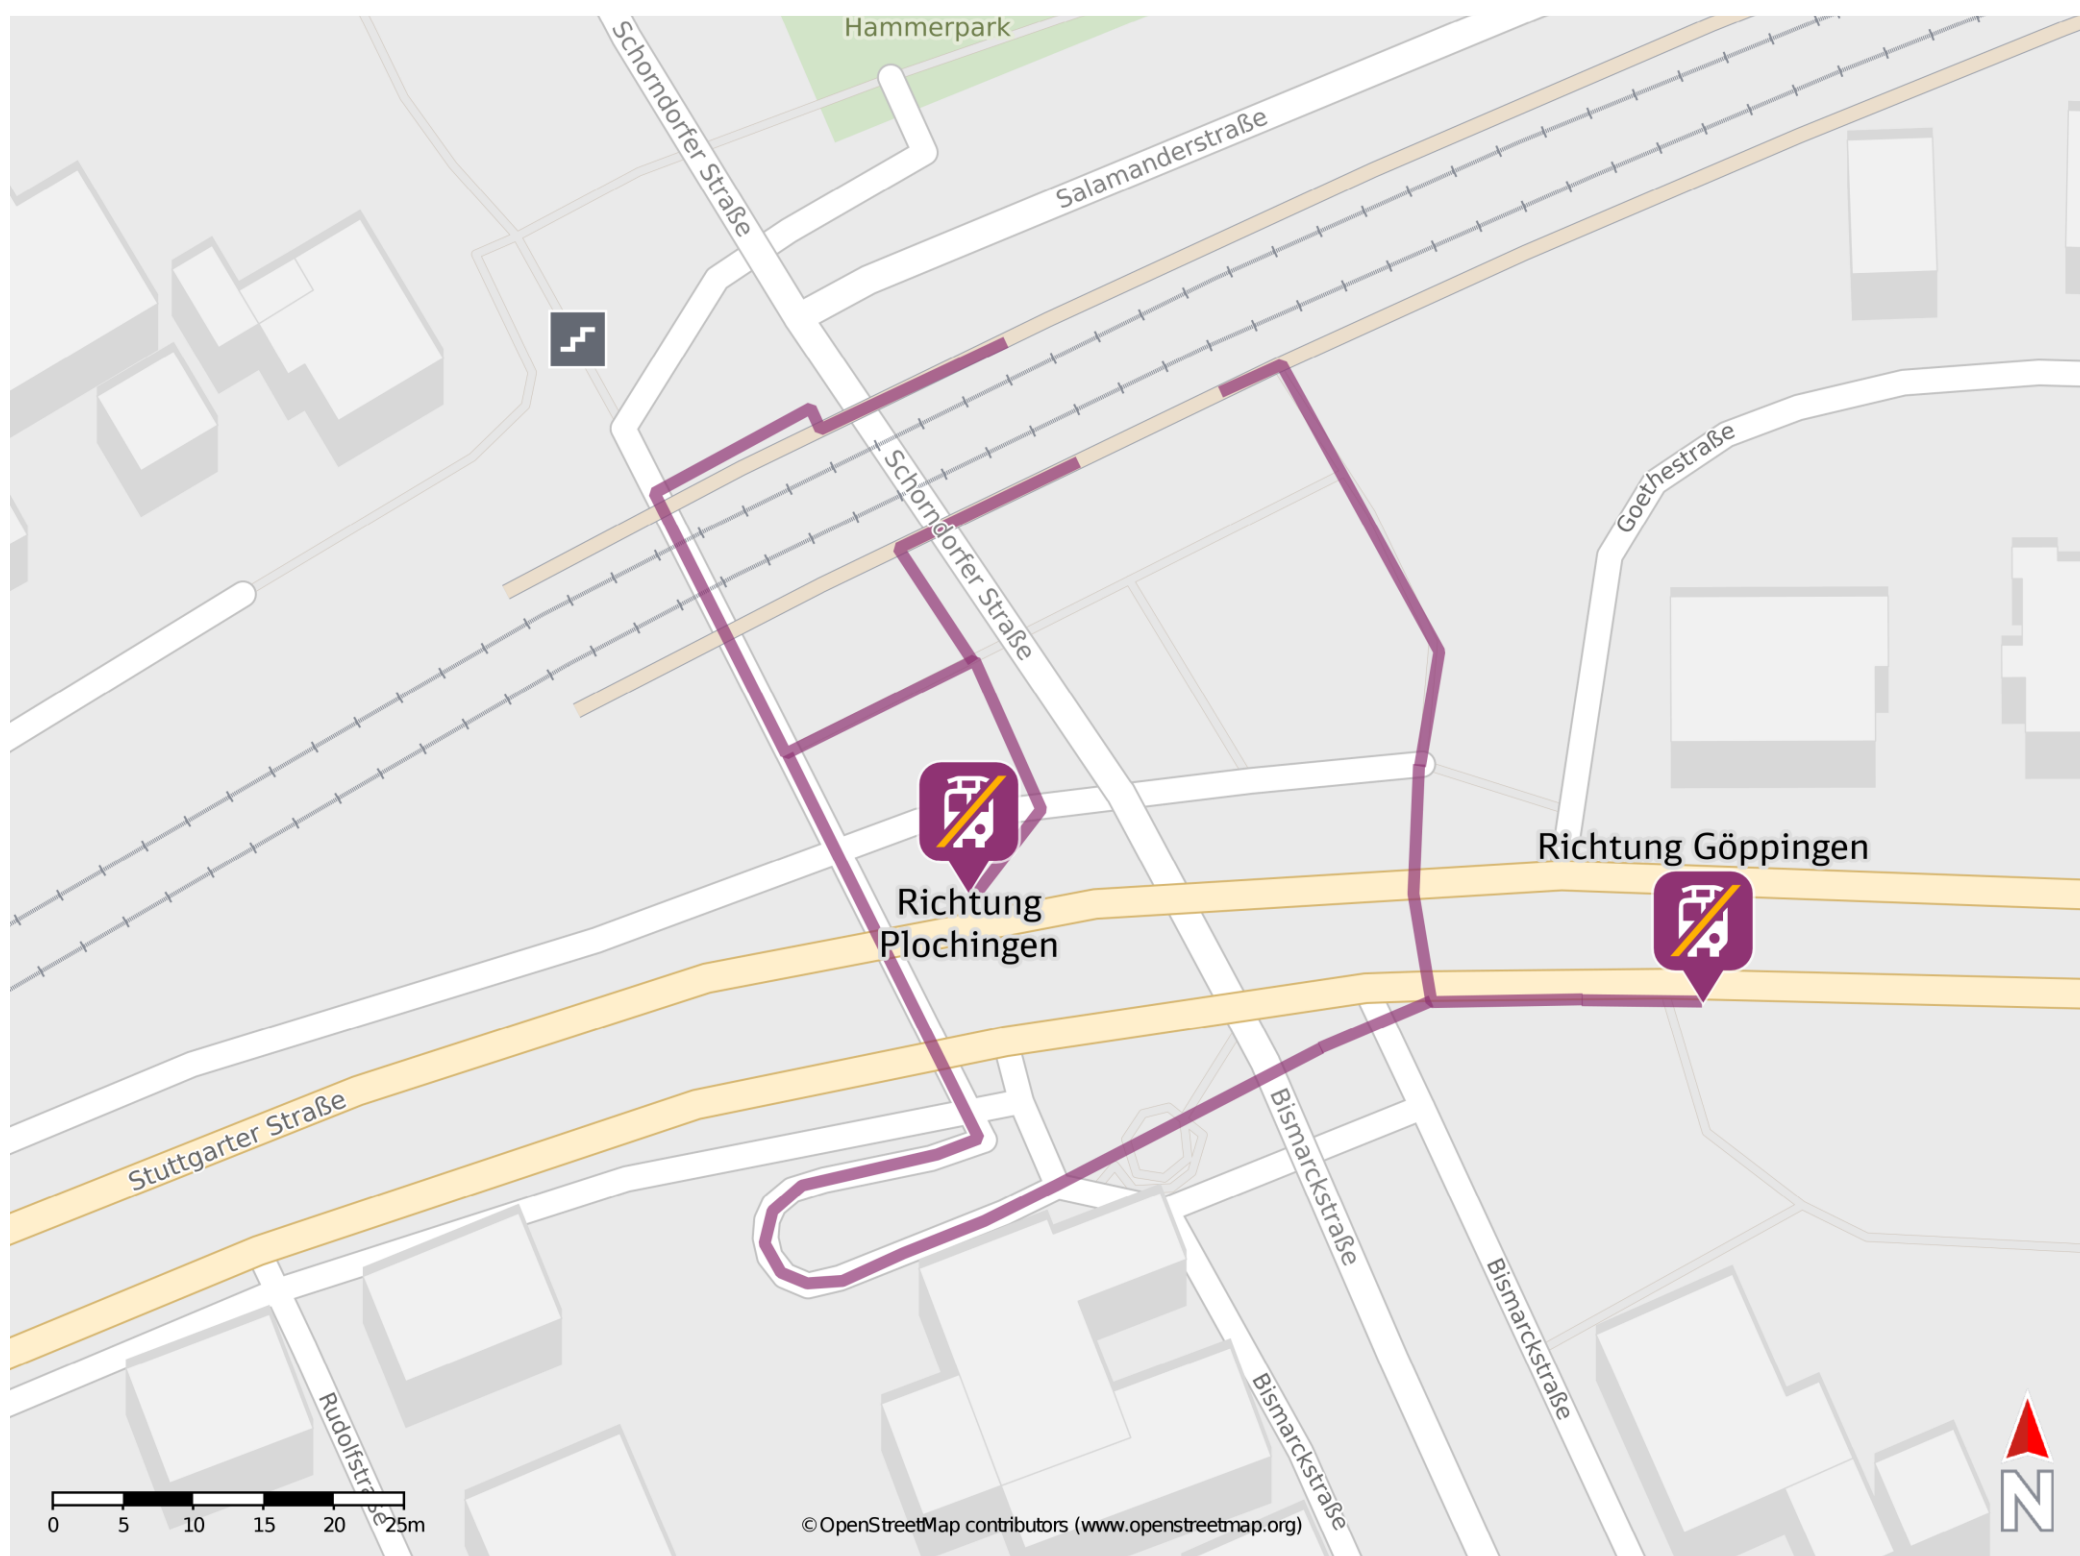 Hammerpark
Schorndorfer Straße
Salamanderstraße
Goethestraße
Schorndorfer Straße
Richtung Göppingen
Richtung
Plochingen
Stuttgarter Straße
Bismarckstraße
Bismarckstraße
Bismarckstraße
Rudolfstraße
0 5 10 15 20 25m
©OpenStreetMap contributors (www.openstreetmap.org)
N